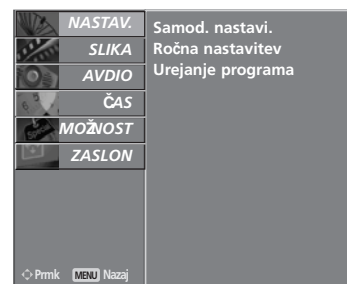 NASTAV.
SLIKA
AVDIO
ČAS
MOŽNOST
ZASLON
Samod. nastavi.
Ročna nastavitev
Urejanje programa
Prmk MENU Nazaj